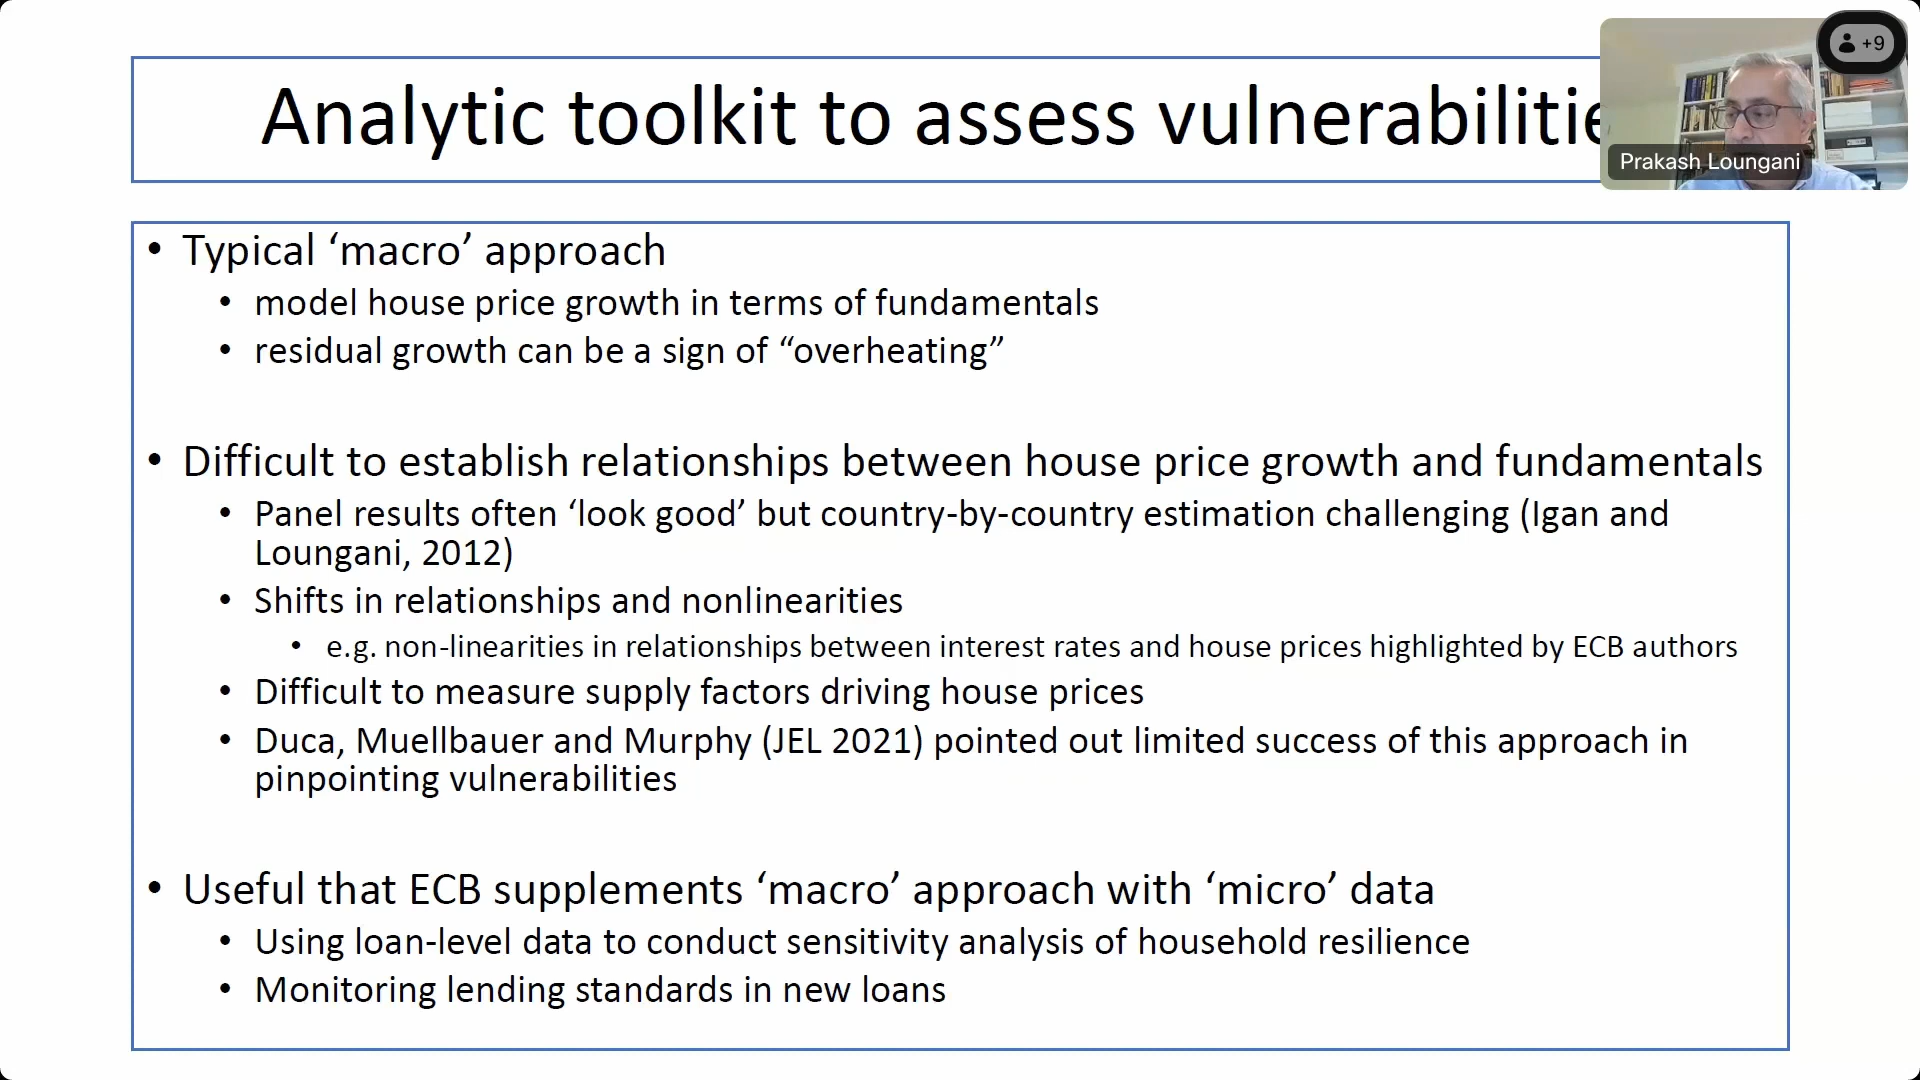 Analytic toolkit to assess vulnerabilitie
+9
Prakash Loungani
• Typical ‘macro’ approach
• model house price growth in terms of fundamentals
• residual growth can be a sign of “overheating”
• Difficult to establish relationships between house price growth and fundamentals
• Panel results often ‘look good’ but country-by-country estimation challenging (Igan and
Loungani, 2012)
• Shifts in relationships and nonlinearities
• e.g. non-linearities in relationships between interest rates and house prices highlighted by ECB authors
• Difficult to measure supply factors driving house prices
• Duca, Muellbauer and Murphy (JEL 2021) pointed out limited success of this approach in
pinpointing vulnerabilities
• Useful that ECB supplements ‘macro’ approach with ‘micro’ data
• Using loan-level data to conduct sensitivity analysis of household resilience
• Monitoring lending standards in new loans